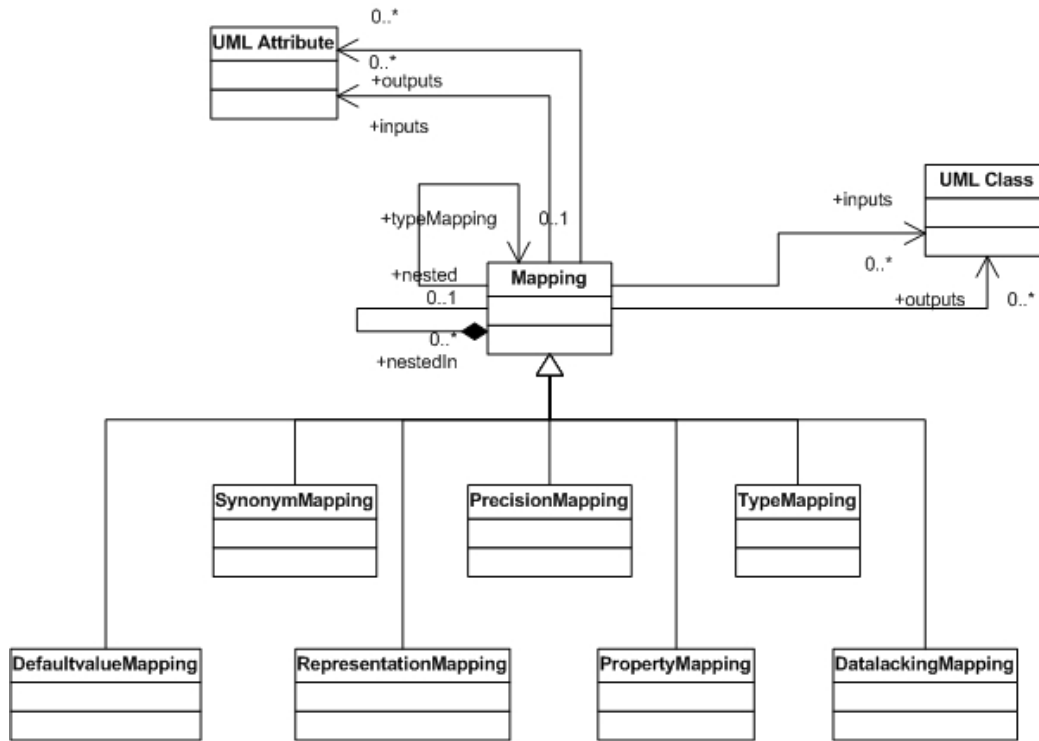 0..*
UML Attribute
0..*
+outputs
+inputs
UML Class
+inputs
+typeMapping
0..1
0..*
+nested
Mapping
0..1
+outputs
0..*
0..*
+nestedIn
SynonymMapping
PrecisionMapping
TypeMapping
DefaultvalueMapping
RepresentationMapping
PropertyMapping
DatalackingMapping